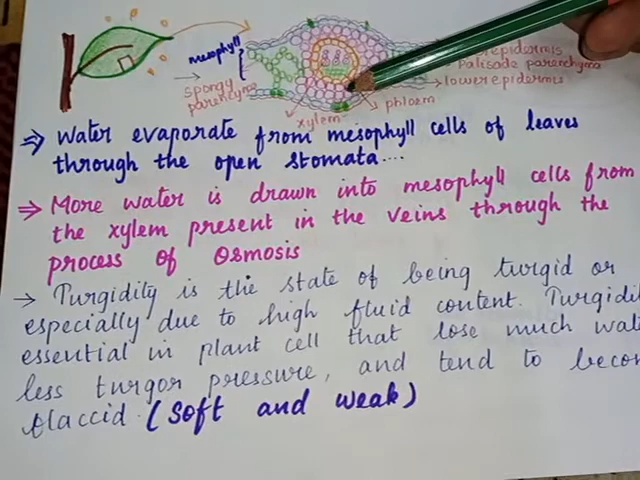 mesophyll
epidermis
palisade parenchyma
lower epidermis
spongy
parencyma
xylem
phloem
⇒ Water evaporate from mesophyll cells of leaves
through the open stomata....
⇒ More water is drawn into mesophyll cells from
the xylem present in the veins through the
process of Osmosis
→ Turgidity is the state of being turgid or
especially due to high fluid content. Turgidi
essential in plant cell that lose much wat
less turgor pressure, and tend to becom
flaccid. (Soft and weak)